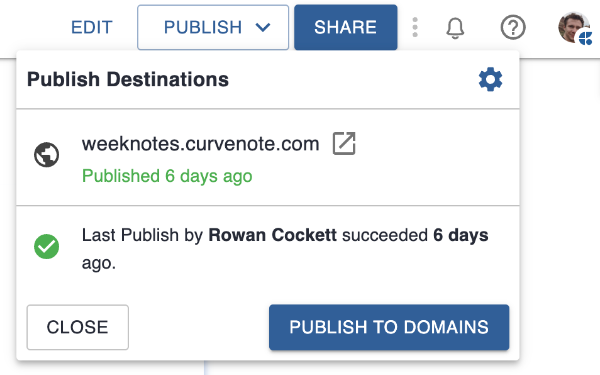 EDIT PUBLISH SHARE
Publish Destinations
weeknotes.curvenote.com
Published 6 days ago
Last Publish by Rowan Cockett succeeded 6 days
ago.
CLOSE PUBLISH TO DOMAINS